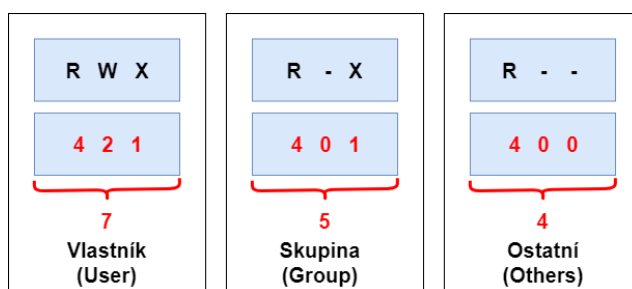 R W X
4 2 1
7
Vlastník
(User)
R - X
4 0 1
5
Skupina
(Group)
R - -
4 0 0
4
Ostatní
(Others)